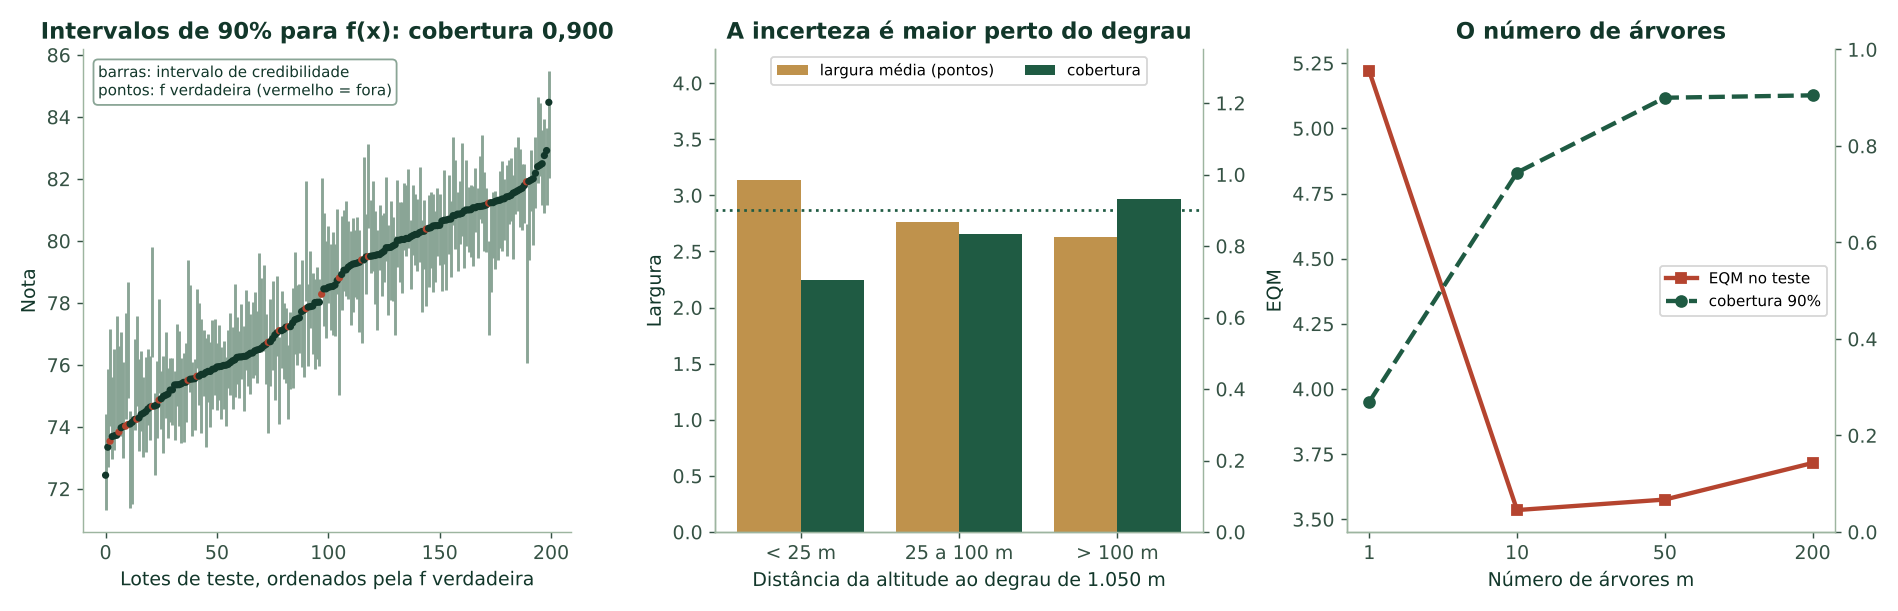 Intervalos de 90% para f(x): cobertura 0,900
barras: intervalo de credibilidade
pontos: f verdadeira (vermelho = fora)
86
84
82
80
78
76
74
72
Nota
0
50
100
150
200
Lotes de teste, ordenados pela f verdadeira
A incerteza é maior perto do degrau
largura média (pontos)
cobertura
4.0
3.5
3.0
2.5
2.0
1.5
1.0
0.5
0.0
Largura
1.2
1.0
0.8
0.6
0.4
0.2
0.0
< 25 m
25 a 100 m
> 100 m
Distância da altitude ao degrau de 1.050 m
O número de árvores
5.25
5.00
4.75
4.50
4.25
4.00
3.75
3.50
EQM
EQM no teste
cobertura 90%
1.0
0.8
0.6
0.4
0.2
0.0
1
10
50
200
Número de árvores m